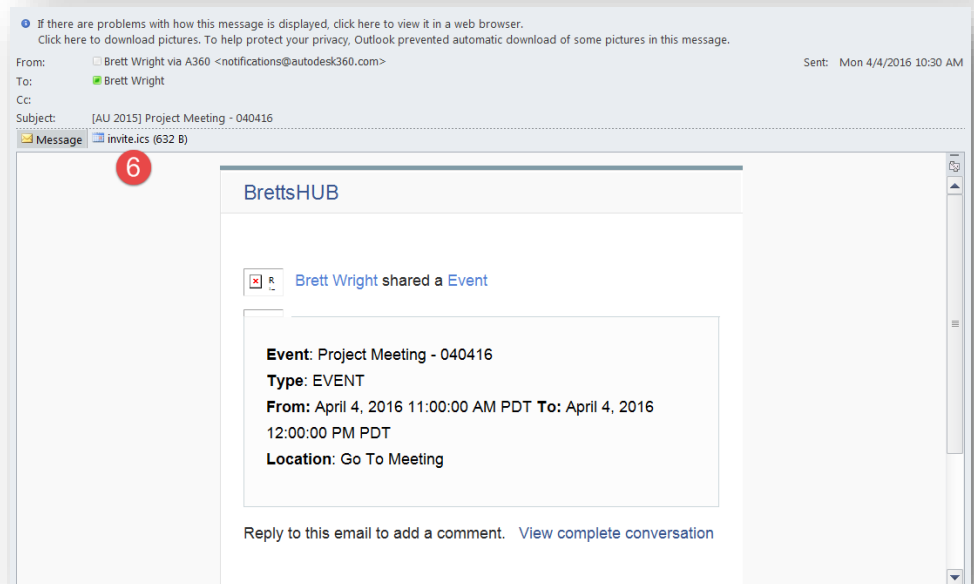 If there are problems with how this message is displayed, click here to view it in a web browser.
Click here to download pictures. To help protect your privacy, Outlook prevented automatic download of some pictures in this message.
From: Brett Wright via A360 <notifications@autodesk360.com> Sent: Mon 4/4/2016 10:30 AM
To: Brett Wright
Cc:
Subject: [AU 2015] Project Meeting - 040416
Message invite.ics (632 B)
6
BrettsHUB
R Brett Wright shared a Event
Event: Project Meeting - 040416
Type: EVENT
From: April 4, 2016 11:00:00 AM PDT To: April 4, 2016
12:00:00 PM PDT
Location: Go To Meeting
Reply to this email to add a comment. View complete conversation